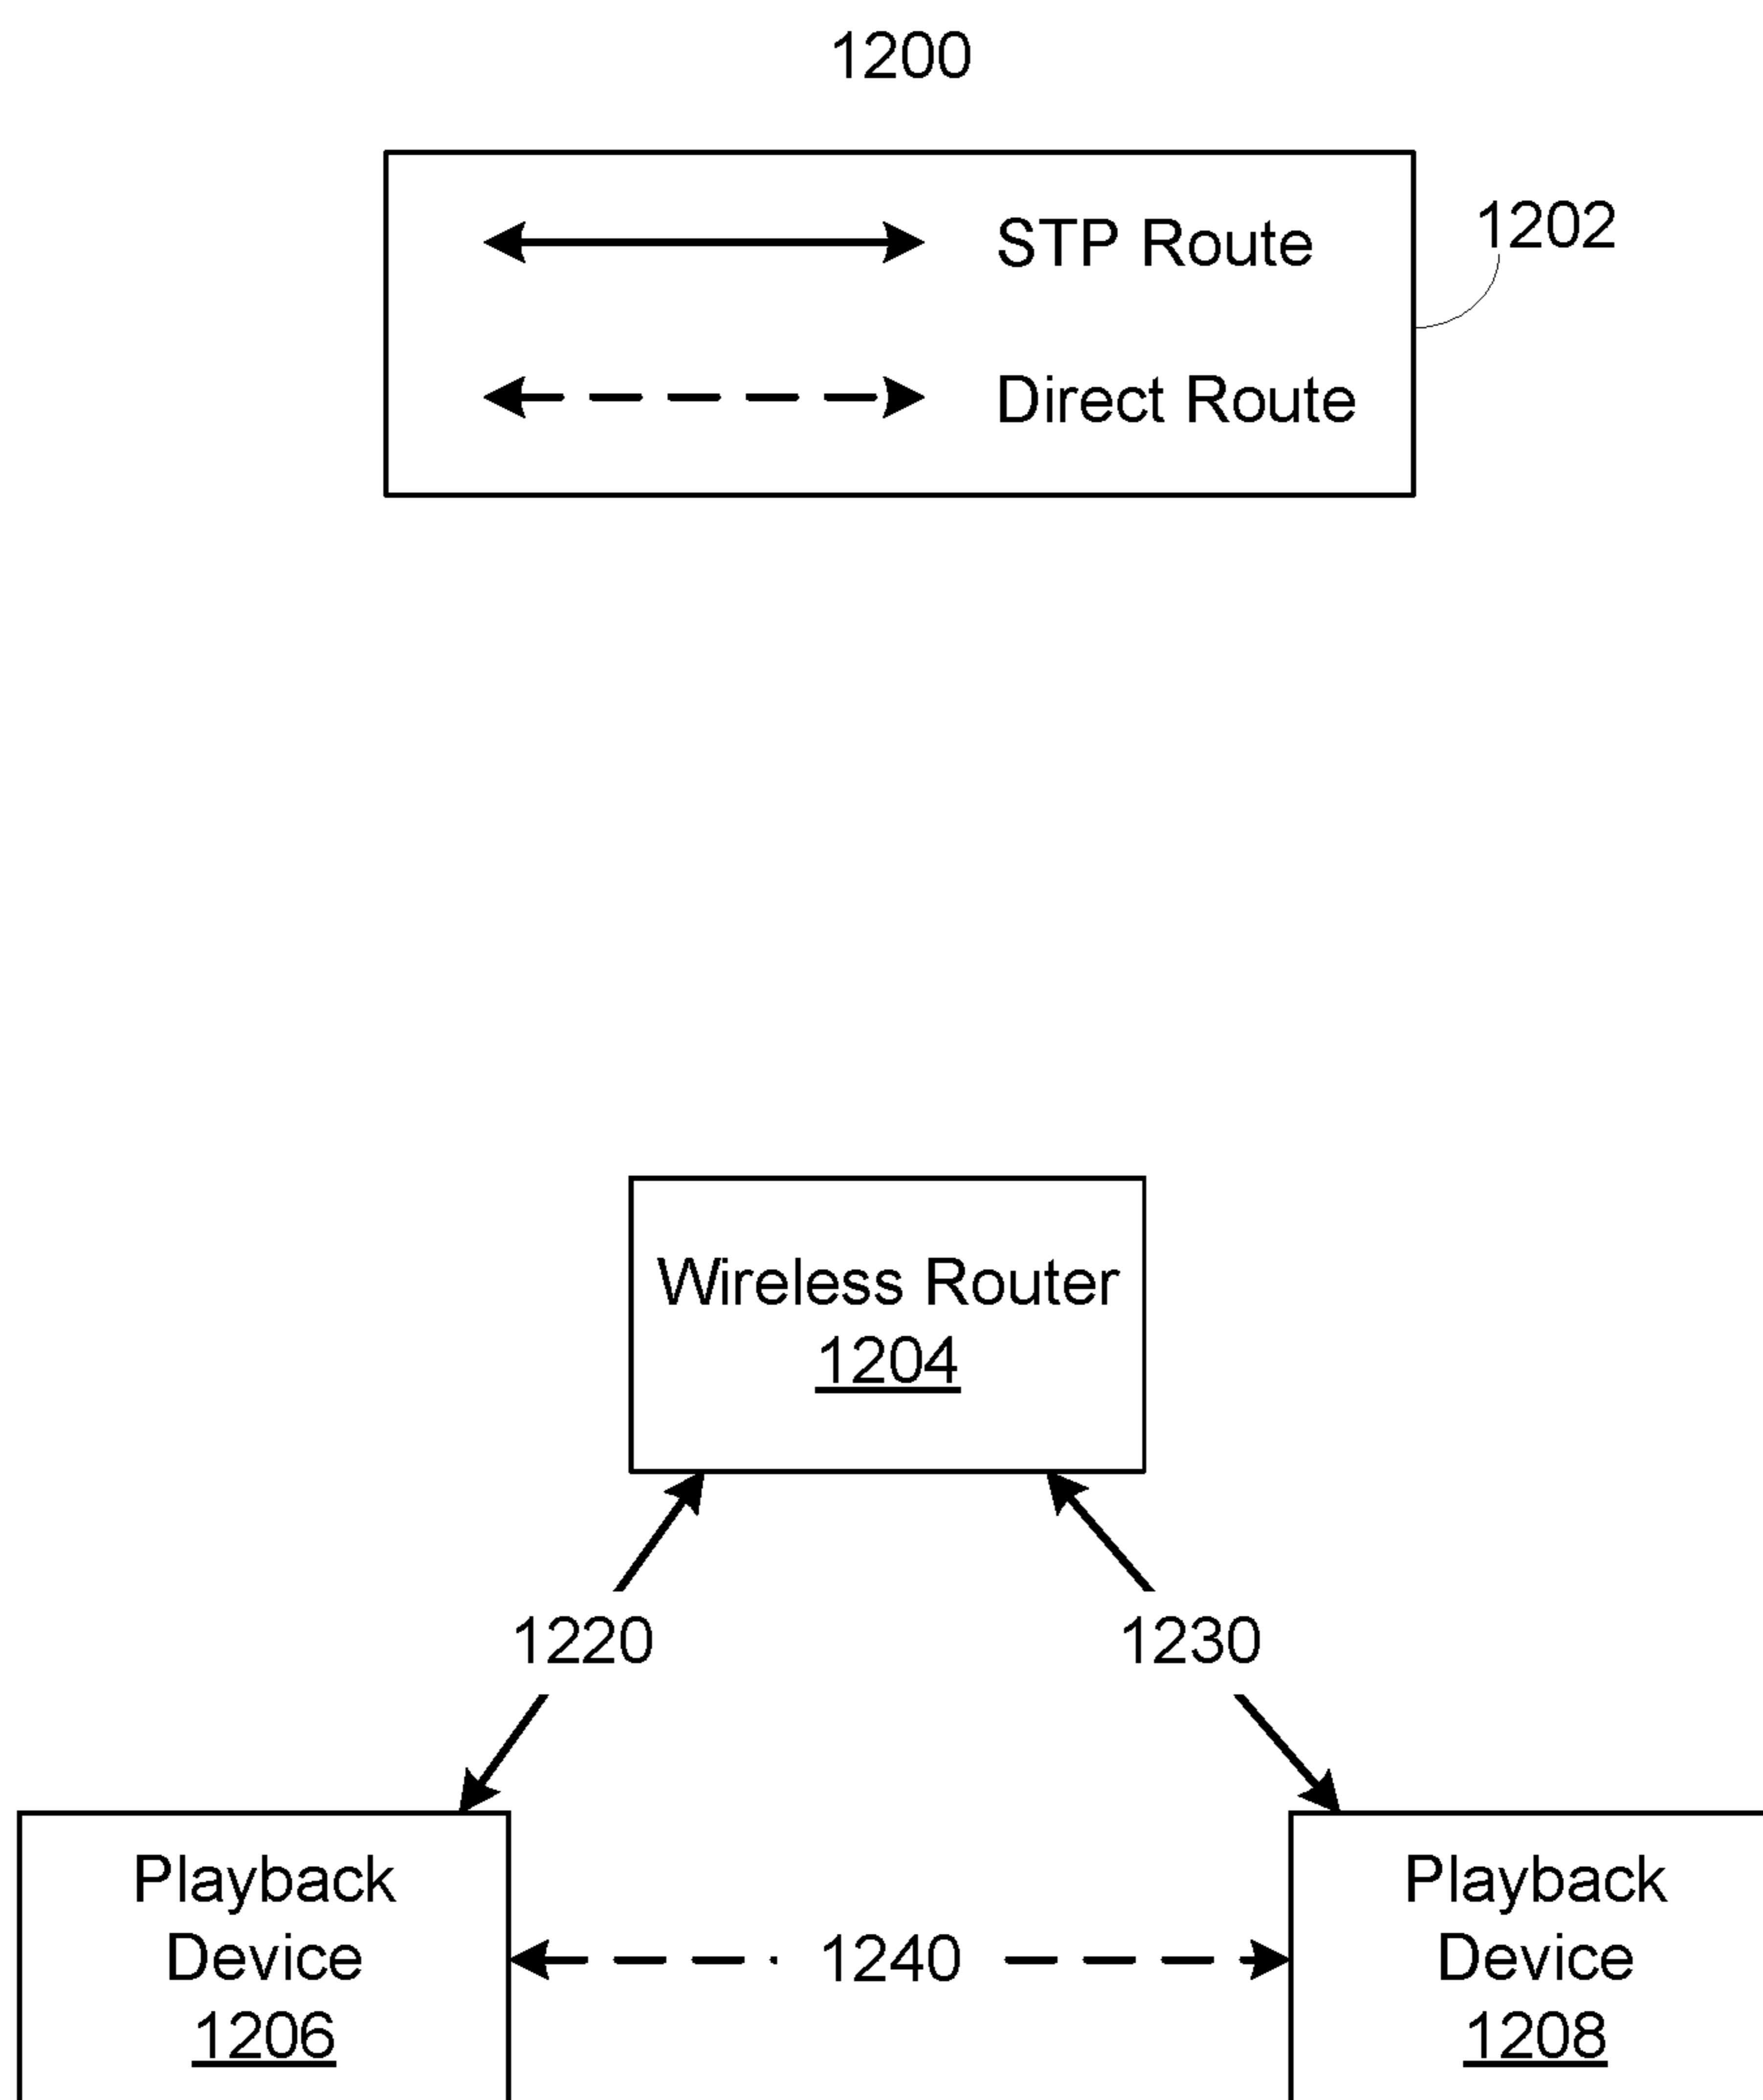 1200
STP Route
1202
Direct Route
Wireless Router
1204
1220
1230
Playback
Device
1206
1240
Playback
Device
1208